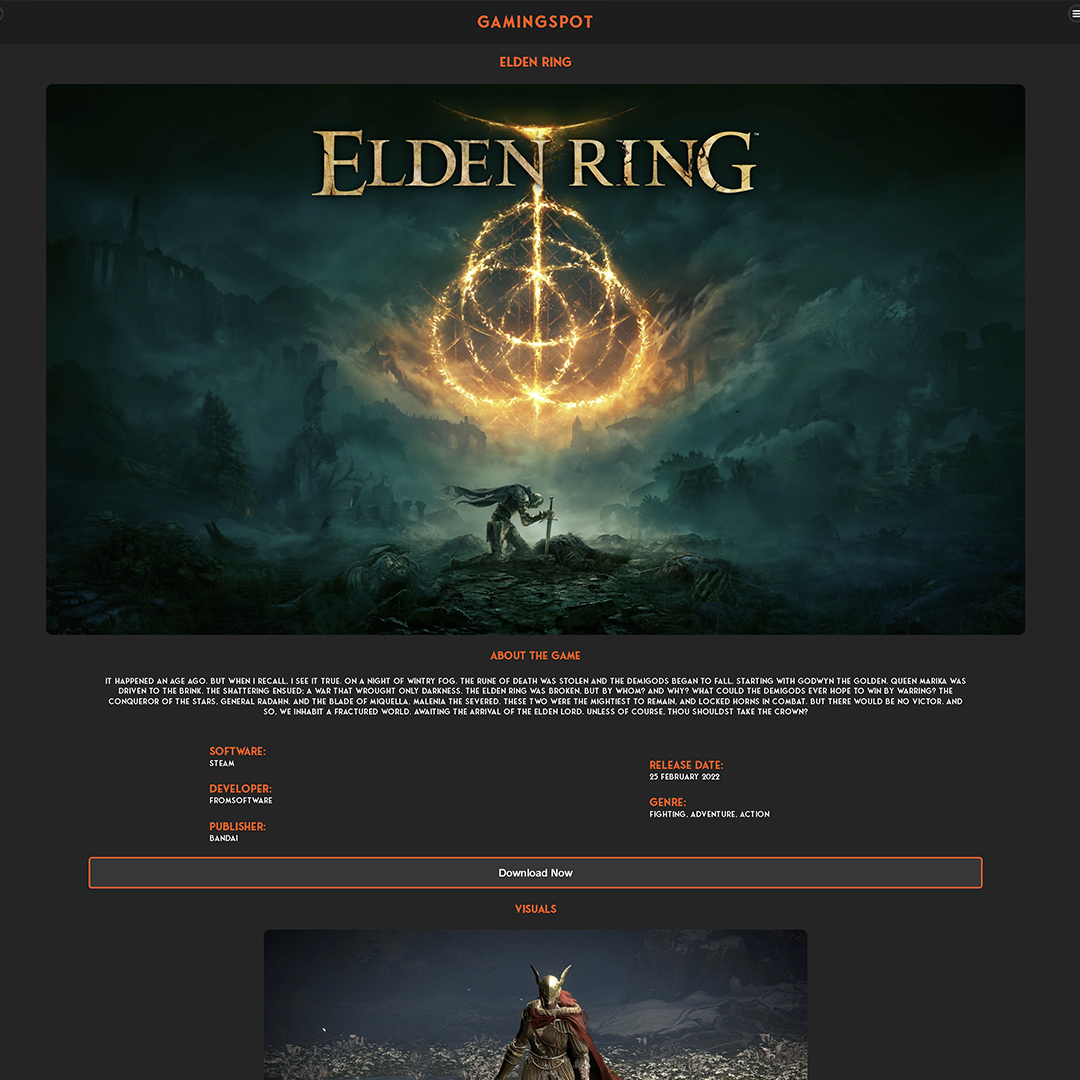 GAMINGSPOT
ELDEN RING
ELDEN RING™
ABOUT THE GAME
IT HAPPENED AN AGE AGO. BUT WHEN I RECALL, I SEE IT TRUE. ON A NIGHT OF WINTRY FOG. THE RUNE OF DEATH WAS STOLEN AND THE DEMIGODS BEGAN TO FALL, STARTING WITH GODWYN THE GOLDEN. QUEEN MARIKA WAS
DRIVEN TO THE BRINK. THE SHATTERING ENSUED; A WAR THAT WROUGHT ONLY DARKNESS. THE ELDEN RING WAS BROKEN, BUT BY WHOM? AND WHY? WHAT COULD THE DEMIGODS EVER HOPE TO WIN BY WARRING? THE
CONQUEROR OF THE STARS, GENERAL RADAHN. AND THE BLADE OF MIQUELLA, MALENIA THE SEVERED. THESE TWO WERE THE MIGHTIEST TO REMAIN, AND LOCKED HORNS IN COMBAT. BUT THERE WOULD BE NO VICTOR. AND
SO, WE INHABIT A FRACTURED WORLD. AWAITING THE ARRIVAL OF THE ELDEN LORD. UNLESS OF COURSE, THOU SHOULDST TAKE THE CROWN?
SOFTWARE:
STEAM
DEVELOPER:
FROMSOFTWARE
PUBLISHER:
BANDAI
RELEASE DATE:
25 FEBRUARY 2022
GENRE:
FIGHTING, ADVENTURE, ACTION
Download Now
VISUALS